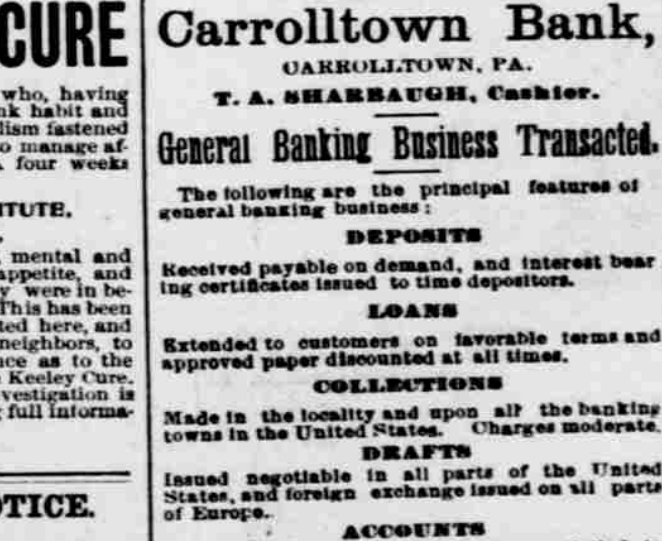 CURE
who, having
nk habit and
lism fastened
o manage af-
four weeks
TUTE.
mental and
appetite, and
y were in be-
This has been
ted here, and
neighbors, to
nce as to the
Keeley Cure.
vestigation is
g full informa-
OTICE.
Carrolltown Bank,
CARROLLTOWN, PA.
T. A. SHARBAUGH, Cashier.
General Banking Business Transacted.
The following are the principal features of
general banking business:
DEPOSITS
Received payable on demand, and interest bear
ing certificates issued to time depositors.
LOANS
Extended to customers on favorable terms and
approved paper discounted at all times.
COLLECTIONS
Made in the locality and upon all the banking
towns in the United States. Charges moderate.
DRAFTS
Issued negotiable in all parts of the United
States, and foreign exchange issued on all parts
of Europe.
ACCOUNTS